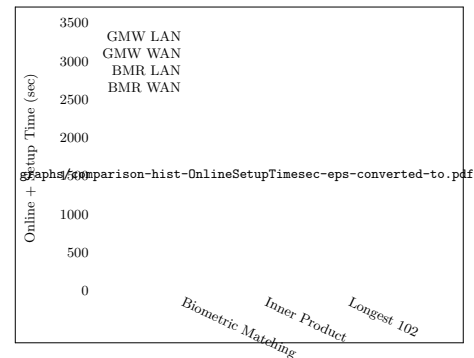 3500
3000
2500
2000
1500
1000
500
0
Online + Setup Time (sec)
GMW LAN
GMW WAN
BMR LAN
BMR WAN
graphs/comparison-hist-OnlineSetupTimesec-eps-converted-to.pdf
Biometric Matching
Inner Product
Longest 102